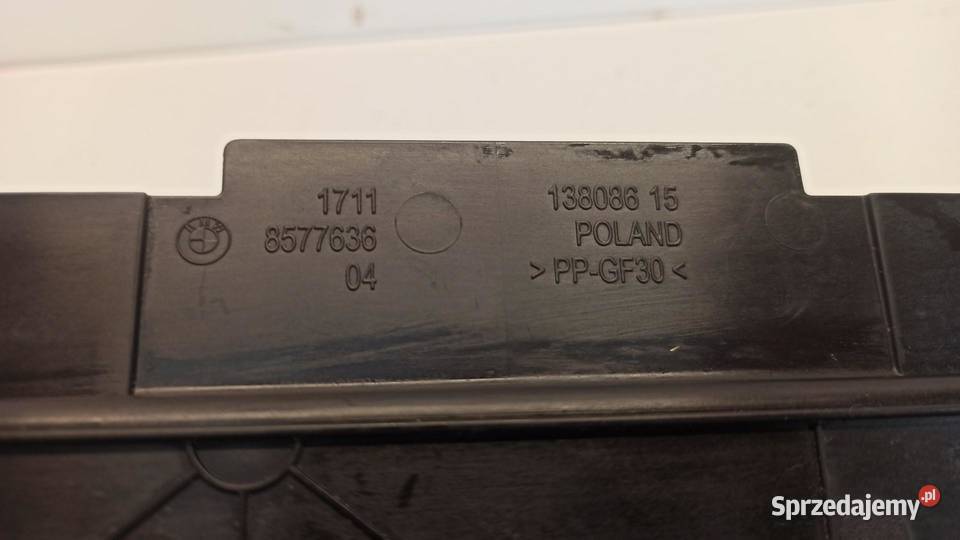 1711
8577636
04
138086 15
POLAND
>PP-GF30<
Sprzedajemy.pl